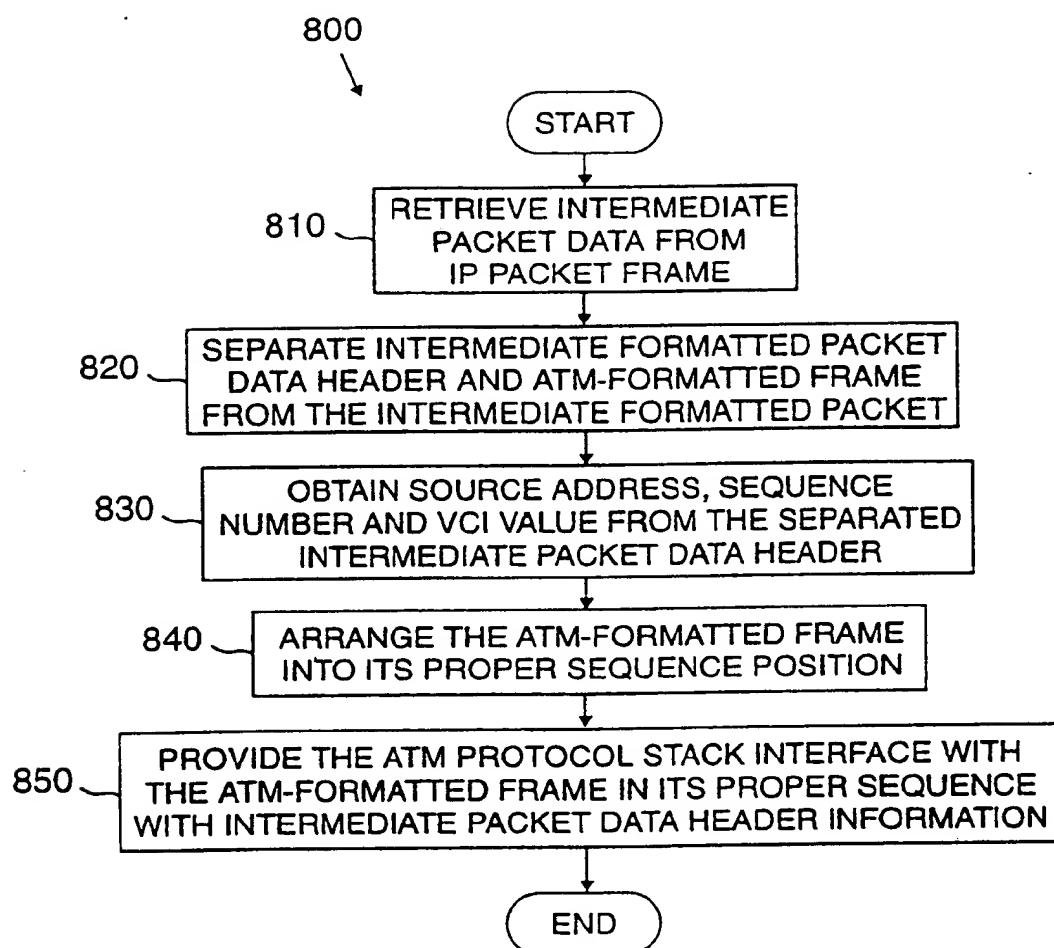 800
START
810
RETRIEVE INTERMEDIATE
PACKET DATA FROM
IP PACKET FRAME
820
SEPARATE INTERMEDIATE FORMATTED PACKET
DATA HEADER AND ATM-FORMATTED FRAME
FROM THE INTERMEDIATE FORMATTED PACKET
830
OBTAIN SOURCE ADDRESS, SEQUENCE
NUMBER AND VCI VALUE FROM THE SEPARATED
INTERMEDIATE PACKET DATA HEADER
840
ARRANGE THE ATM-FORMATTED FRAME
INTO ITS PROPER SEQUENCE POSITION
850
PROVIDE THE ATM PROTOCOL STACK INTERFACE WITH
THE ATM-FORMATTED FRAME IN ITS PROPER SEQUENCE
WITH INTERMEDIATE PACKET DATA HEADER INFORMATION
END